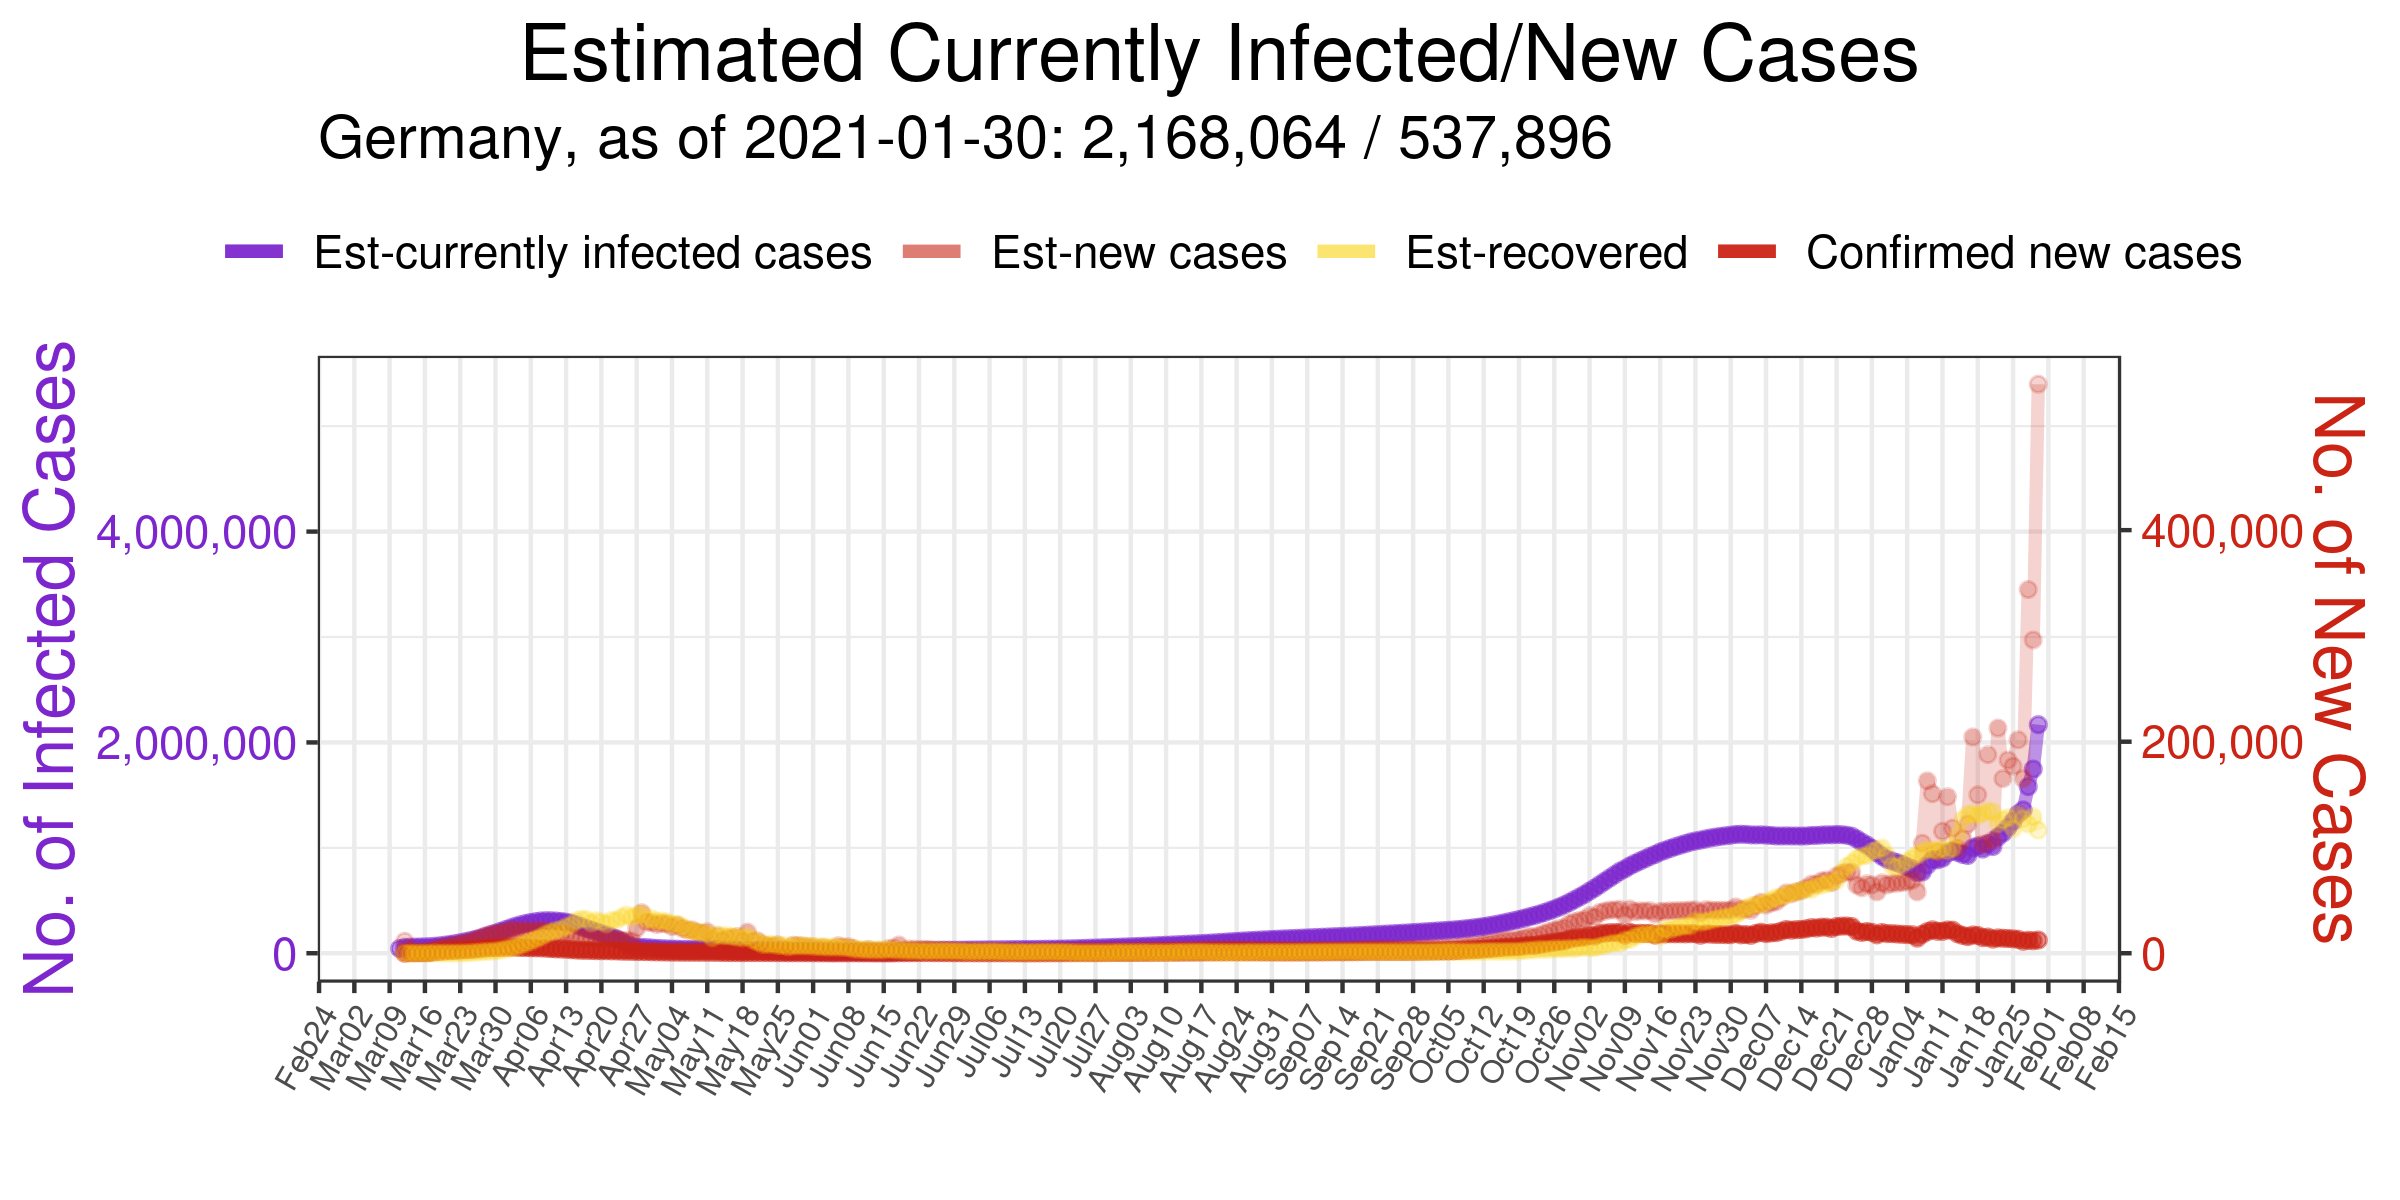 Estimated Currently Infected/New Cases
Germany, as of 2021-01-30: 2,168,064 / 537,896
Est-currently infected cases Est-new cases Est-recovered Confirmed new cases
No. of Infected Cases
4,000,000
2,000,000
0
400,000
200,000
0
No. of New Cases
Feb24 Mar02 Mar09 Mar16 Mar23 Mar30 Apr06 Apr13 Apr20 Apr27 May04 May11 May18 May25 Jun01 Jun08 Jun15 Jun22 Jun29 Jul06 Jul13 Jul20 Jul27 Aug03 Aug10 Aug17 Aug24 Aug31 Sep07 Sep14 Sep21 Sep28 Oct05 Oct12 Oct19 Oct26 Nov02 Nov09 Nov16 Nov23 Nov30 Dec07 Dec14 Dec21 Dec28 Jan04 Jan11 Jan18 Jan25 Feb01 Feb08 Feb15